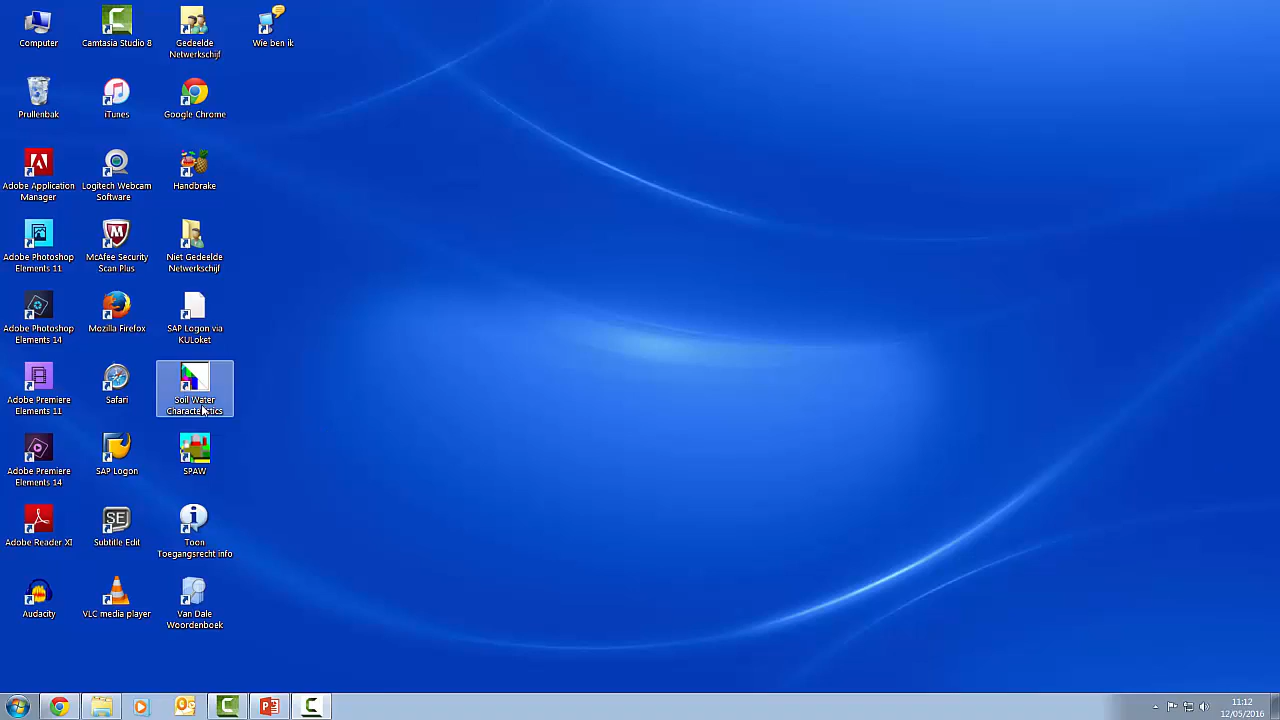 Computer
Camtasia Studio 8
Gedeelde
Netwerkschijf
Wie ben ik
Prullenbak
iTunes
Google Chrome
Adobe Application
Manager
Logitech Webcam
Software
Handbrake
Adobe Photoshop
Elements 11
McAfee Security
Scan Plus
Niet Gedeelde
Netwerkschijf
Adobe Photoshop
Elements 14
Mozilla Firefox
SAP Logon via
KULoket
Adobe Premiere
Elements 11
Safari
Soil Water
Characteristics
Adobe Premiere
Elements 14
SAP Logon
SPAW
Adobe Reader XI
SE
Subtitle Edit
Toon
Toegangsrecht info
Audacity
VLC media player
Van Dale
Woordenboek
11:12
12/05/2016